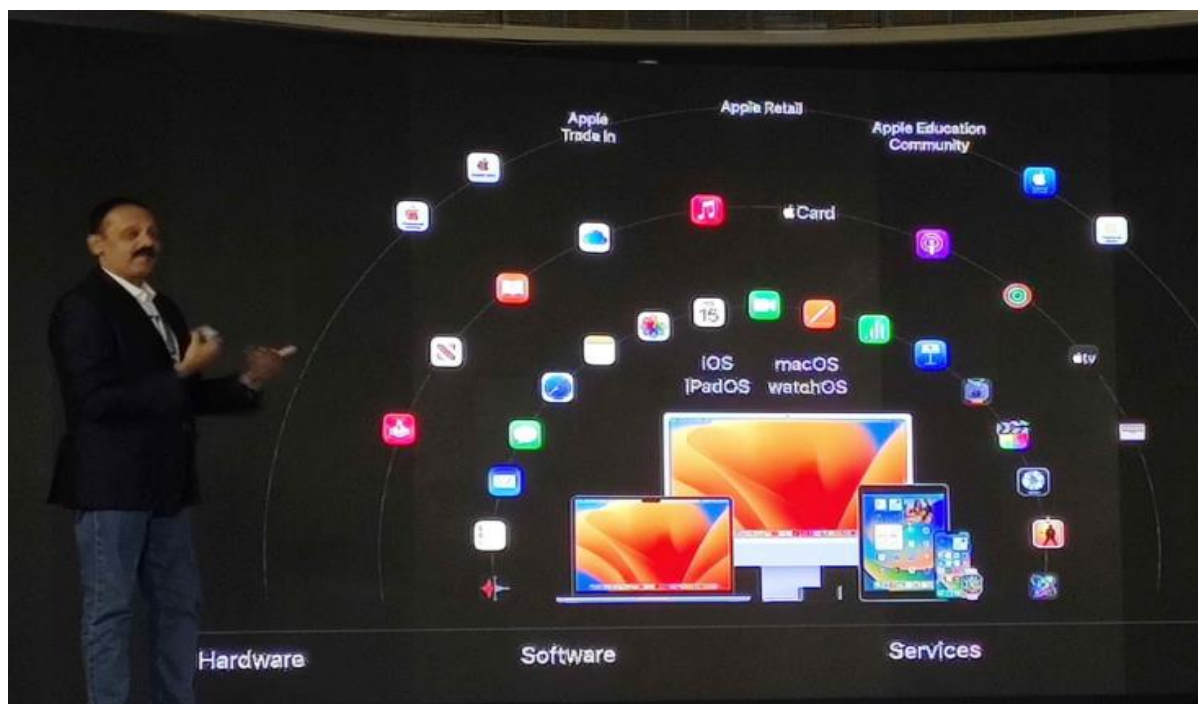 Apple Retail
Apple
Trade In
Apple Education
Community
Card
15
tv
iOS
macOS
iPadOS
watchOS
Hardware
Software
Services